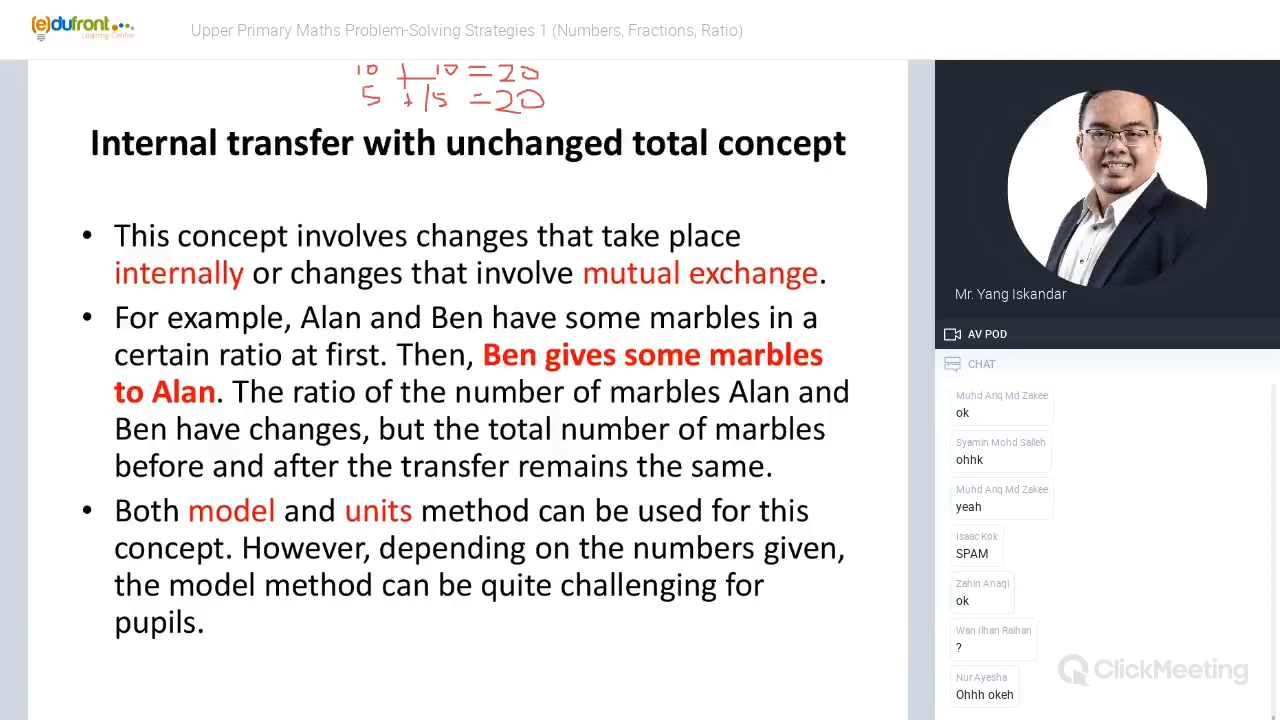 (e)dufront
Learning Centre
Upper Primary Maths Problem-Solving Strategies 1 (Numbers, Fractions, Ratio)
10 + 10 = 20
5 + 15 = 20
Internal transfer with unchanged total concept
• This concept involves changes that take place
internally or changes that involve mutual exchange.
• For example, Alan and Ben have some marbles in a
certain ratio at first. Then, Ben gives some marbles
to Alan. The ratio of the number of marbles Alan and
Ben have changes, but the total number of marbles
before and after the transfer remains the same.
• Both model and units method can be used for this
concept. However, depending on the numbers given,
the model method can be quite challenging for
pupils.
Mr. Yang Iskandar
AV POD
CHAT
Muhd Ariq Md Zakee
ok
Syamin Mohd Salleh
ohhk
Muhd Ariq Md Zakee
yeah
Isaac Kok
SPAM
Zahin Anaqi
ok
Wan Ilhan Raihan
?
Nur Ayesha
Ohhh okeh
ClickMeeting